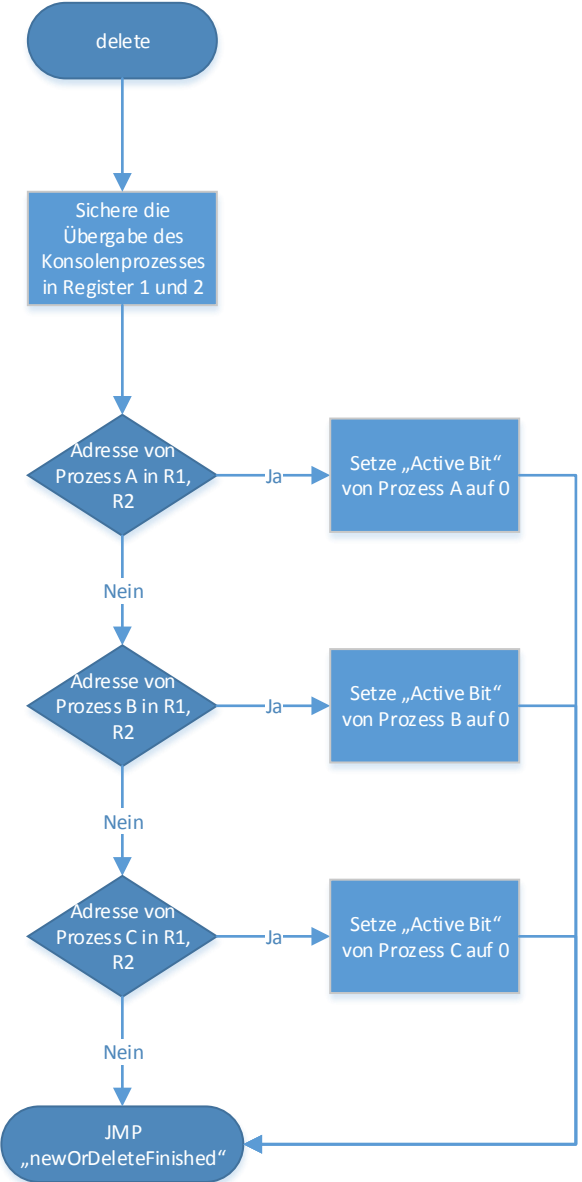 delete
Sichere die
Übergabe des
Konsolenprozesses
in Register 1 und 2
Adresse von
Prozess A in R1,
R2
Ja
Setze „Active Bit“
von Prozess A auf 0
Nein
Adresse von
Prozess B in R1,
R2
Ja
Setze „Active Bit“
von Prozess B auf 0
Nein
Adresse von
Prozess C in R1,
R2
Ja
Setze „Active Bit“
von Prozess C auf 0
Nein
JMP
„newOrDeleteFinished“